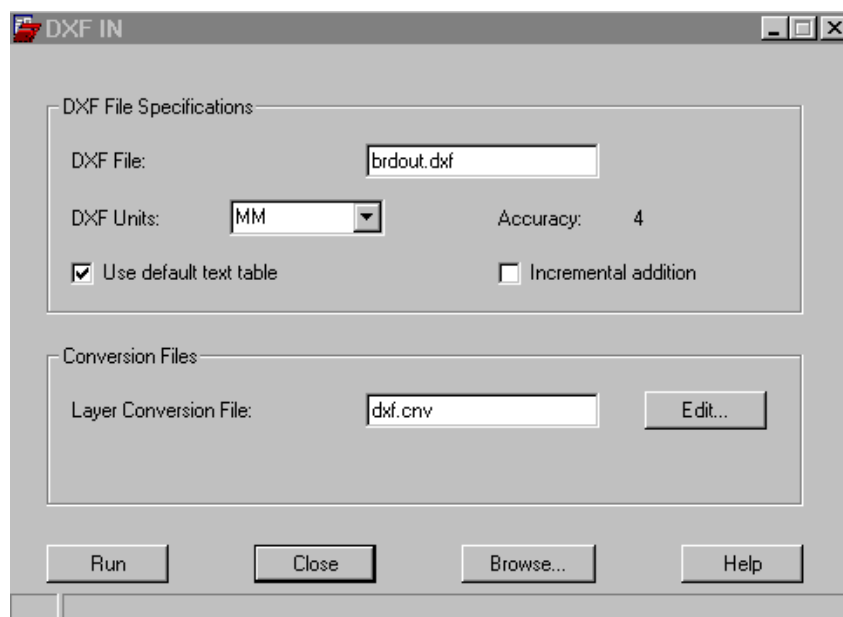 DXF IN
DXF File Specifications
DXF File: brdout.dxf
DXF Units: MM Accuracy: 4
Use default text table Incremental addition
Conversion Files
Layer Conversion File: dxf.cnv Edit...
Run Close Browse... Help